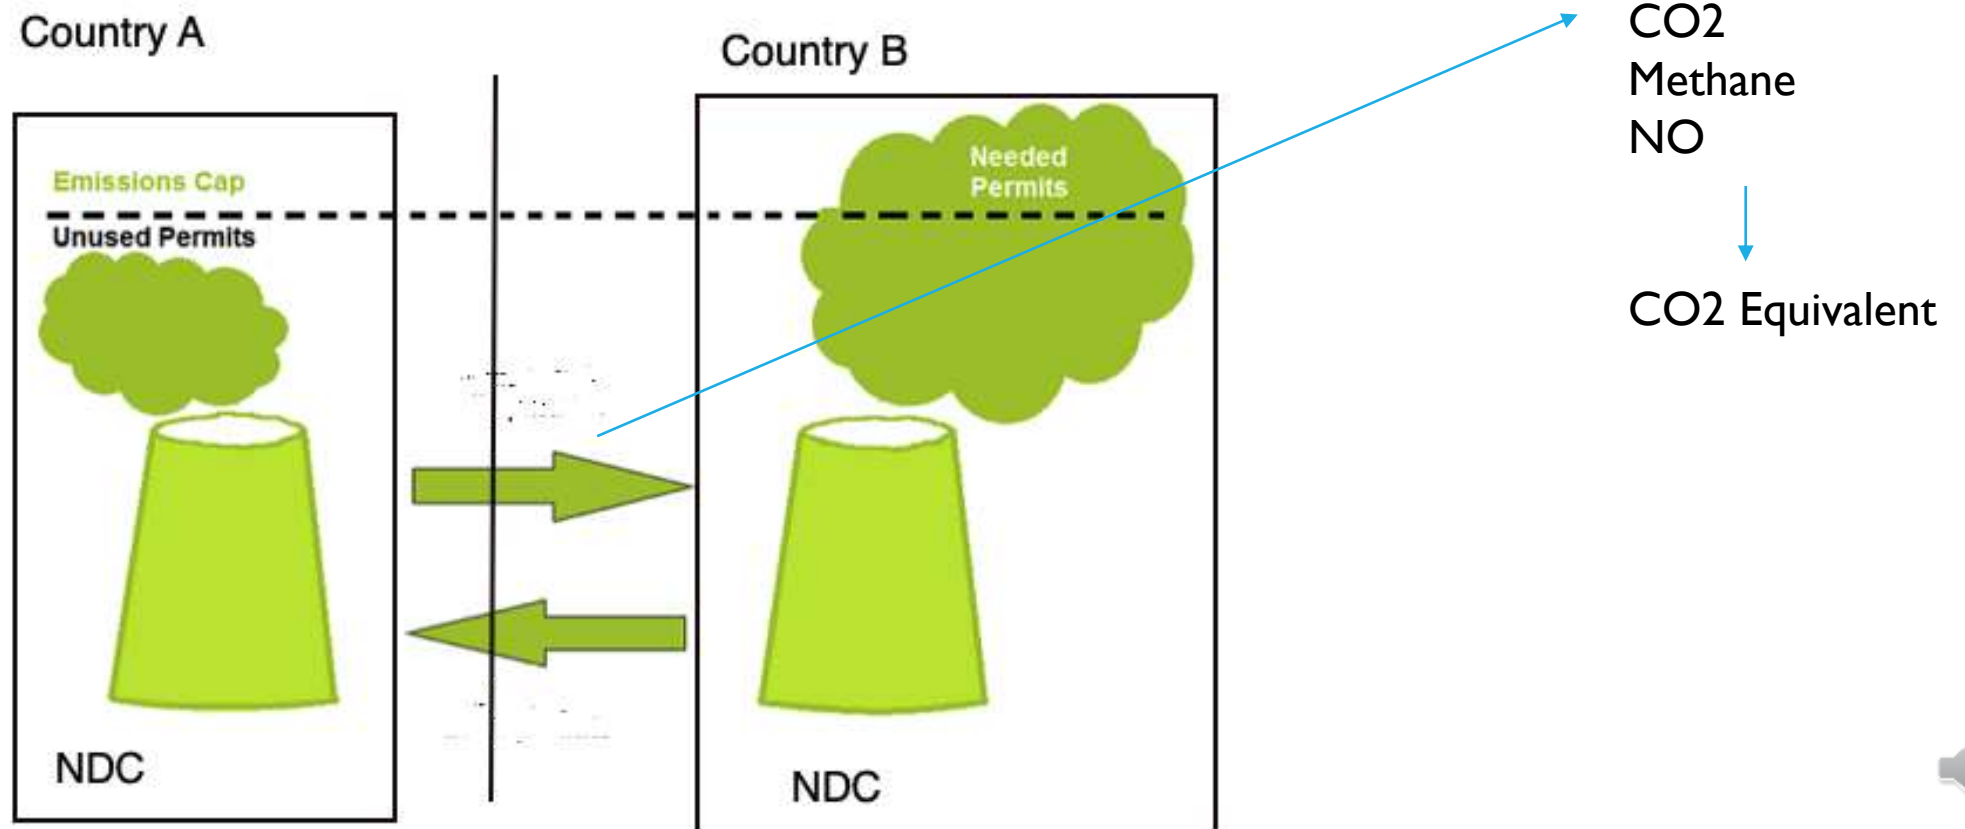 Country A
Country B
Emissions Cap
Unused Permits
Needed
Permits
NDC
NDC
CO2
Methane
NO
CO2 Equivalent